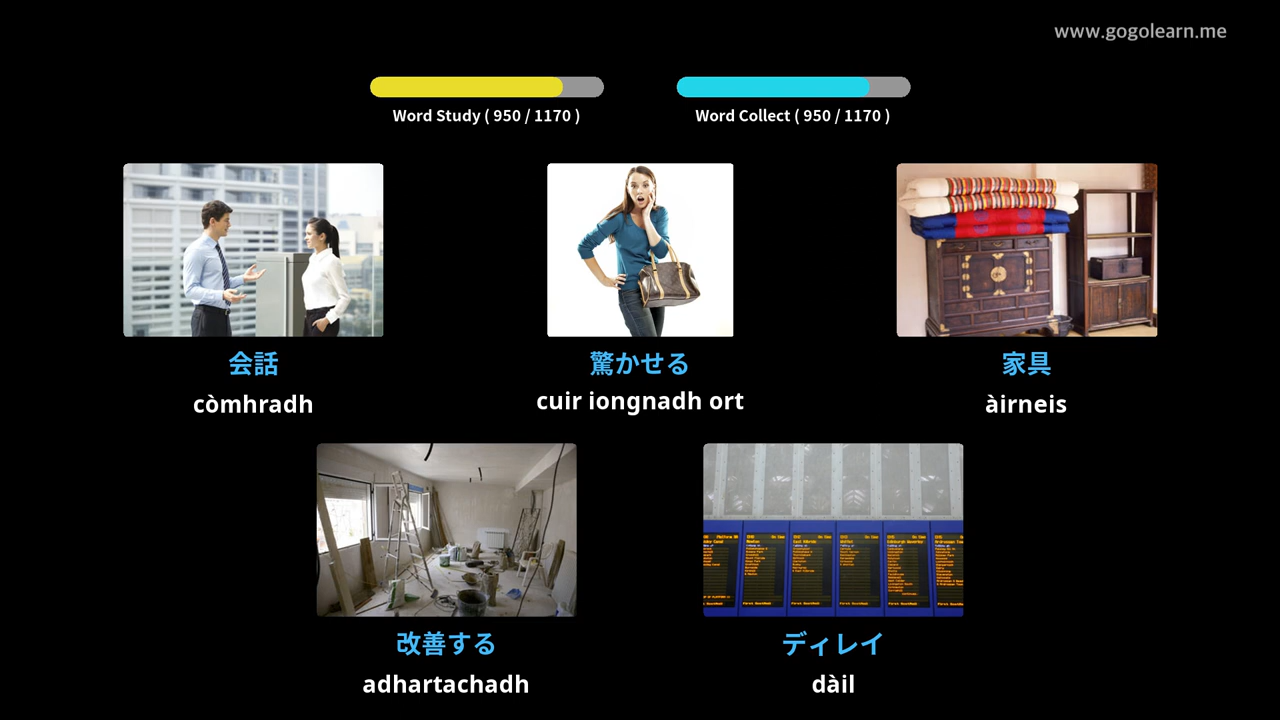 www.gogolearn.me
Word Study ( 950 / 1170 )
Word Collect ( 950 / 1170 )
会話
còmhradh
驚かせる
cuir iongnadh ort
家具
àirneis
改善する
adhartachadh
ディレイ
dàil